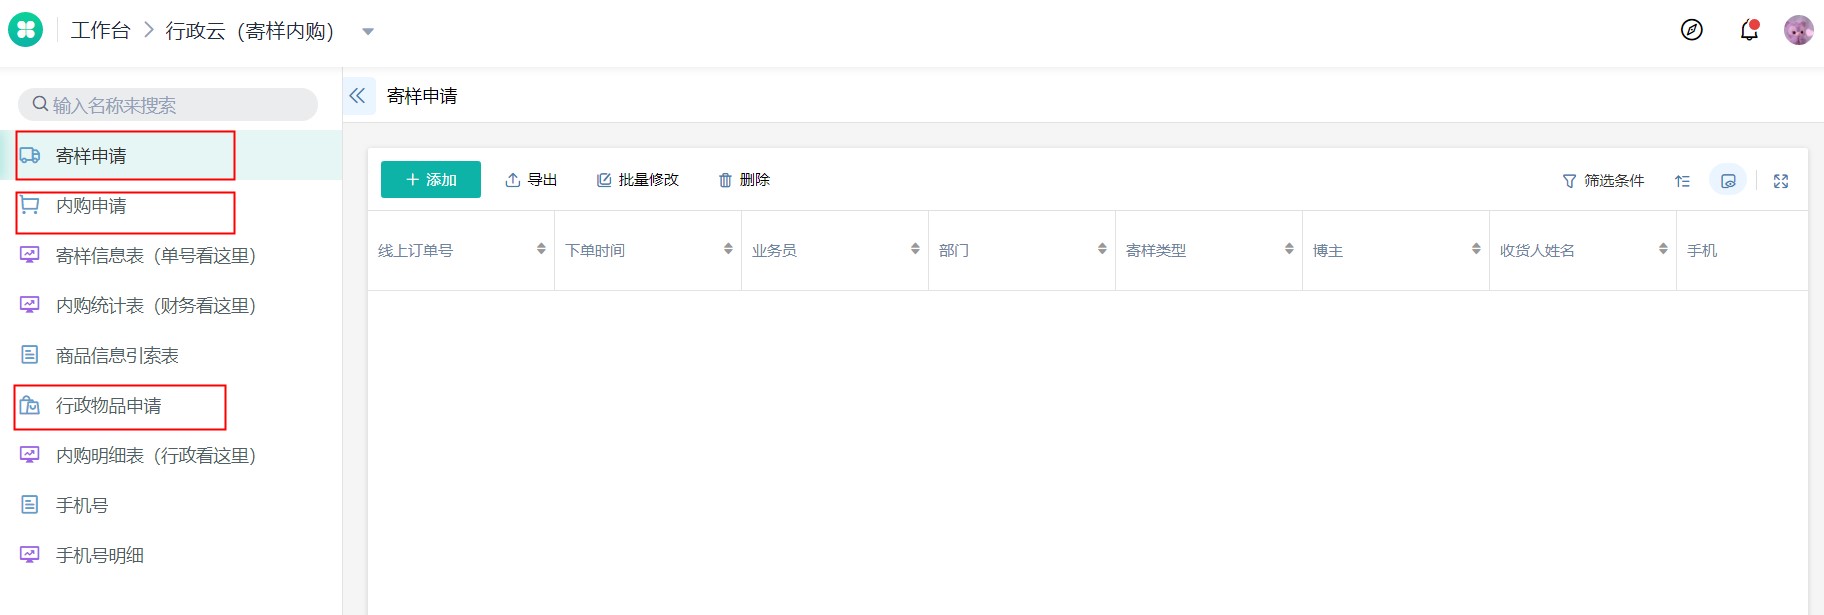 工作台 > 行政云（寄样内购）
输入名称来搜索
寄样申请
内购申请
寄样信息表（单号看这里）
内购统计表（财务看这里）
商品信息引索表
行政物品申请
内购明细表（行政看这里）
手机号
手机号明细
寄样申请
+ 添加 导出 批量修改 删除 筛选条件
线上订单号 下单时间 业务员 部门 寄样类型 博主 收货人姓名 手机